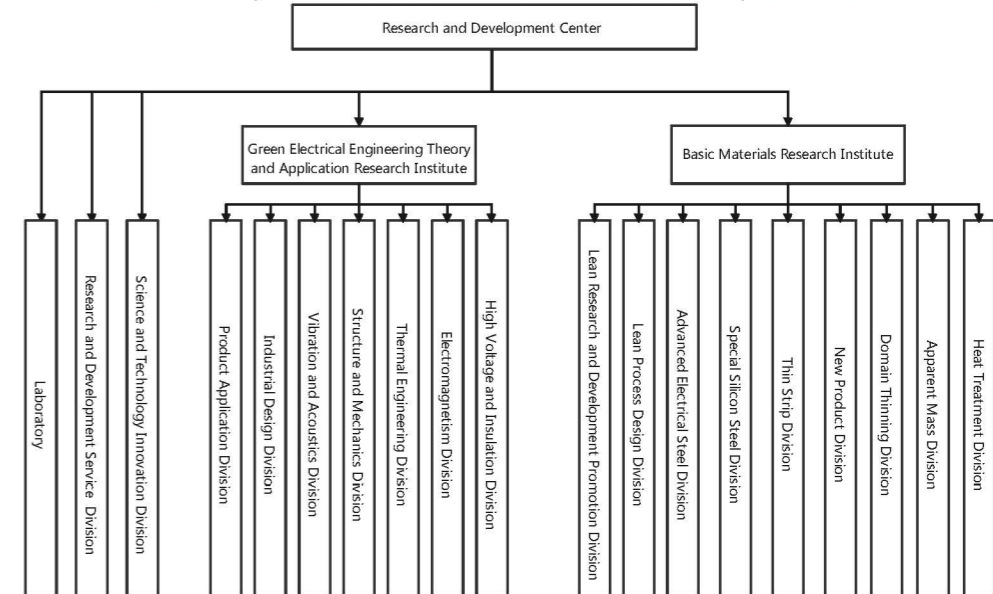 Research and Development Center
Green Electrical Engineering Theory
and Application Research Institute
Basic Materials Research Institute
Laboratory
Research and Development Service Division
Science and Technology Innovation Division
Product Application Division
Industrial Design Division
Vibration and Acoustics Division
Structure and Mechanics Division
Thermal Engineering Division
Electromagnetism Division
High Voltage and Insulation Division
Lean Research and Development Promotion Division
Lean Process Design Division
Advanced Electrical Steel Division
Special Silicon Steel Division
Thin Strip Division
New Product Division
Domain Thinning Division
Apparent Mass Division
Heat Treatment Division